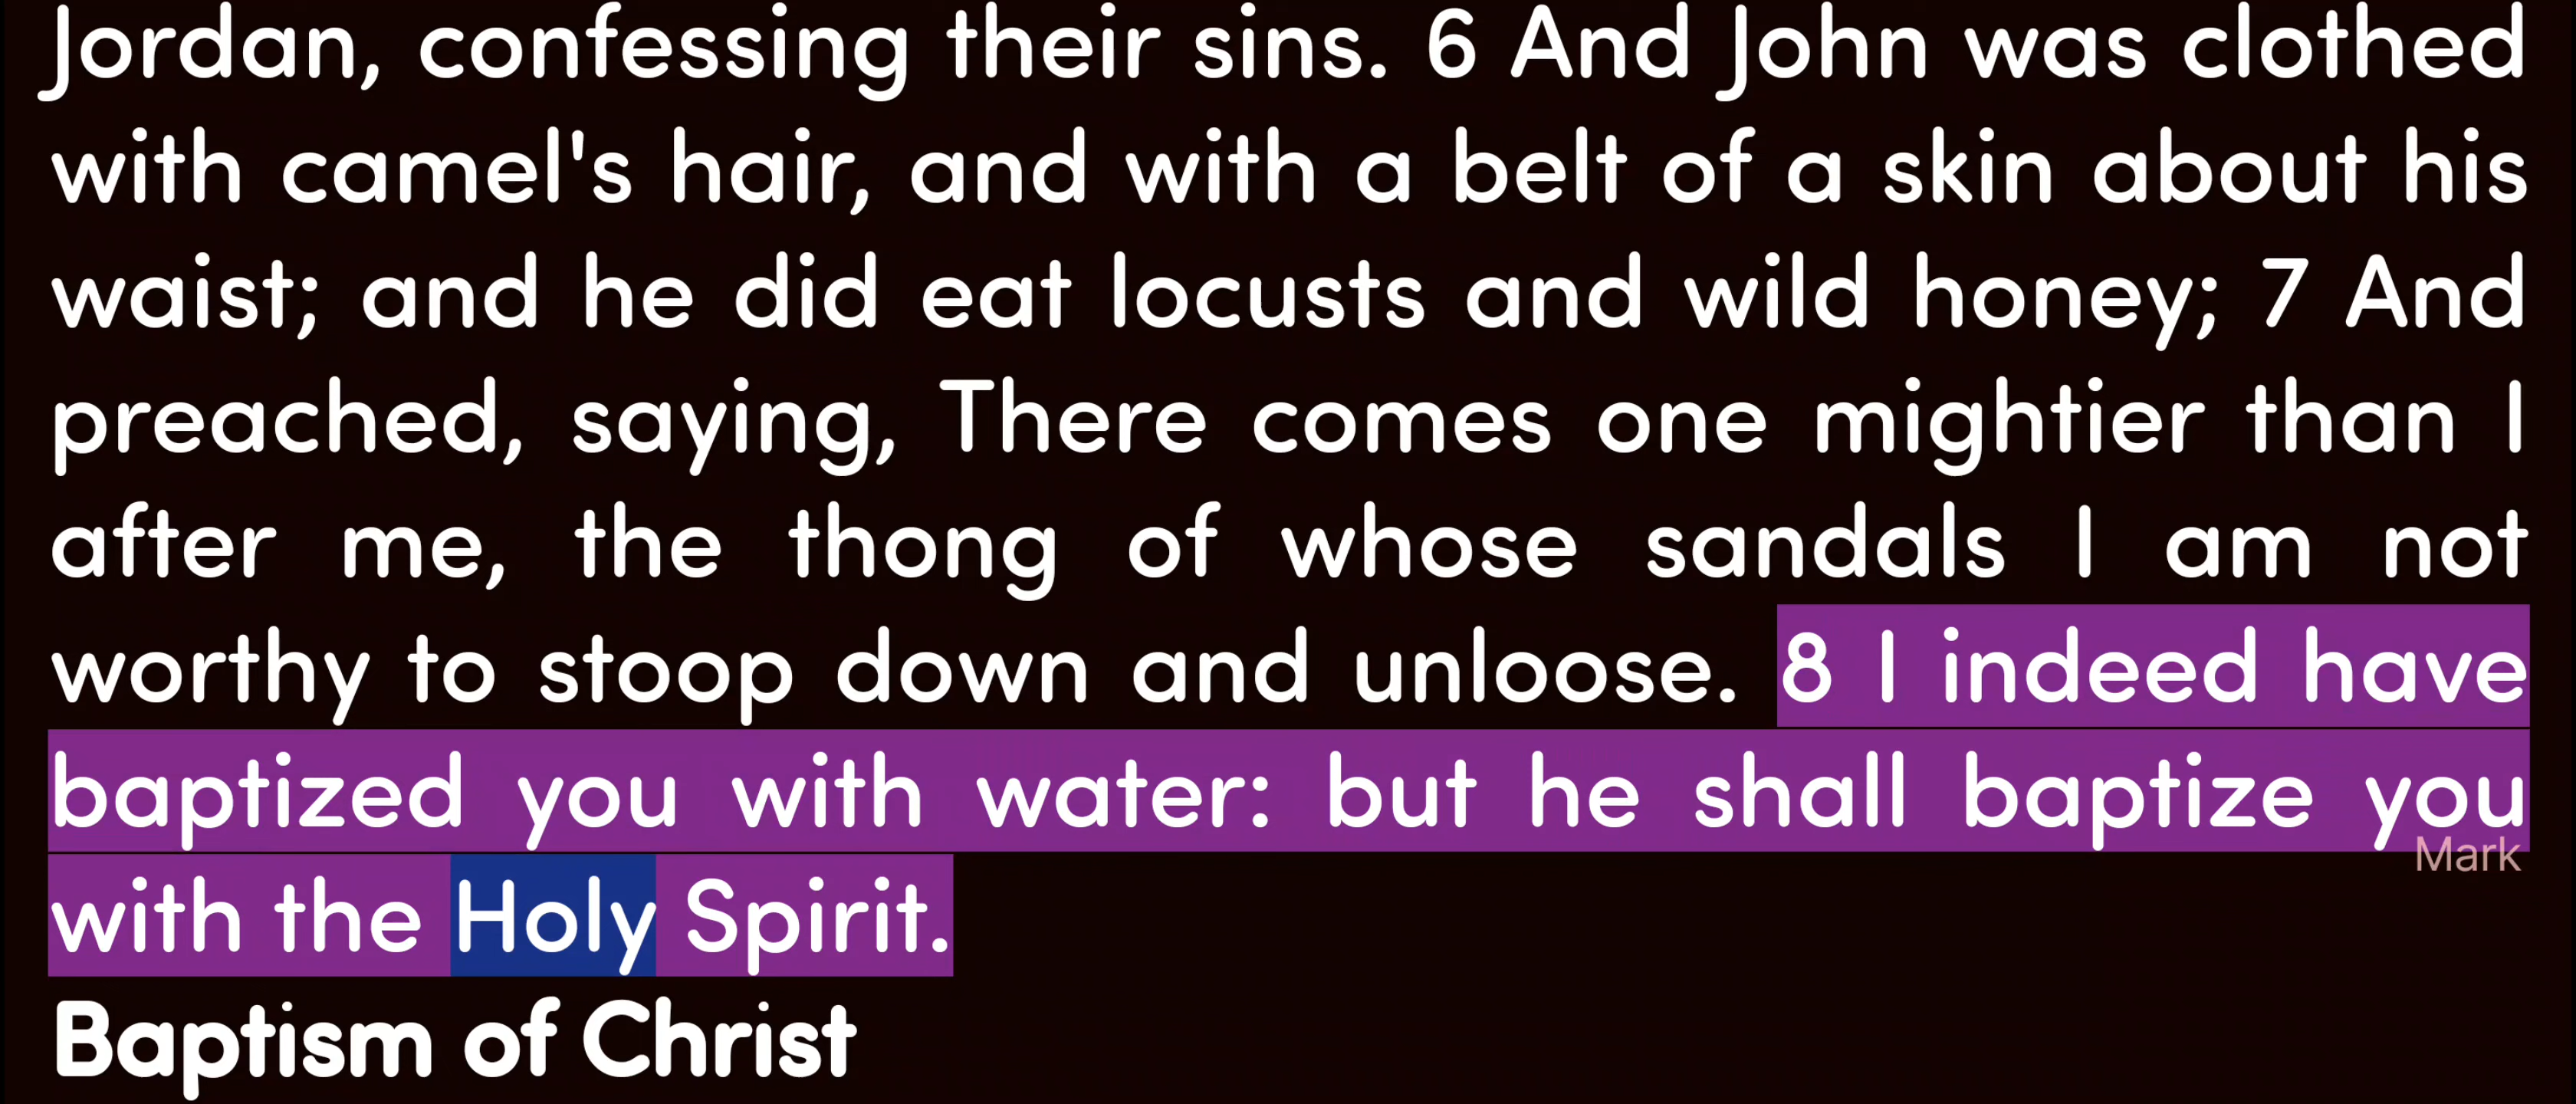 Jordan, confessing their sins. 6 And John was clothed
with camel's hair, and with a belt of a skin about his
waist; and he did eat locusts and wild honey; 7 And
preached, saying, There comes one mightier than I
after me, the thong of whose sandals I am not
worthy to stoop down and unloose. 8 I indeed have
baptized you with water: but he shall baptize you
Mark
with the Holy Spirit.
Baptism of Christ